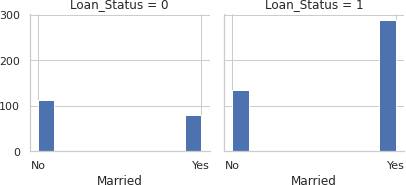 Loan_Status = 0
Loan_Status = 1
300
200
100
0
No
Yes
No
Yes
Married
Married